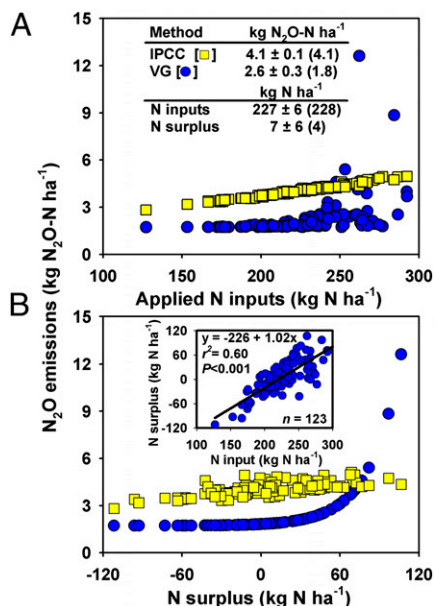 A
Method kg N₂O-N ha⁻¹
IPCC [ ] 4.1 ± 0.1 (4.1)
VG [ ] 2.6 ± 0.3 (1.8)
kg N ha⁻¹
N inputs 227 ± 6 (228)
N surplus 7 ± 6 (4)
15
12
9
6
3
0
100 150 200 250 300
Applied N inputs (kg N ha⁻¹)
N₂O emissions (kg N₂O-N ha⁻¹)
B
15
12
9
6
3
0
y = -226 + 1.02x
r² = 0.60
P<0.001
n = 123
N surplus (kg N ha⁻¹)
120
60
0
-60
-120
100 150 200 250 300
N input (kg N ha⁻¹)
-120 -60 0 60 120
N surplus (kg N ha⁻¹)